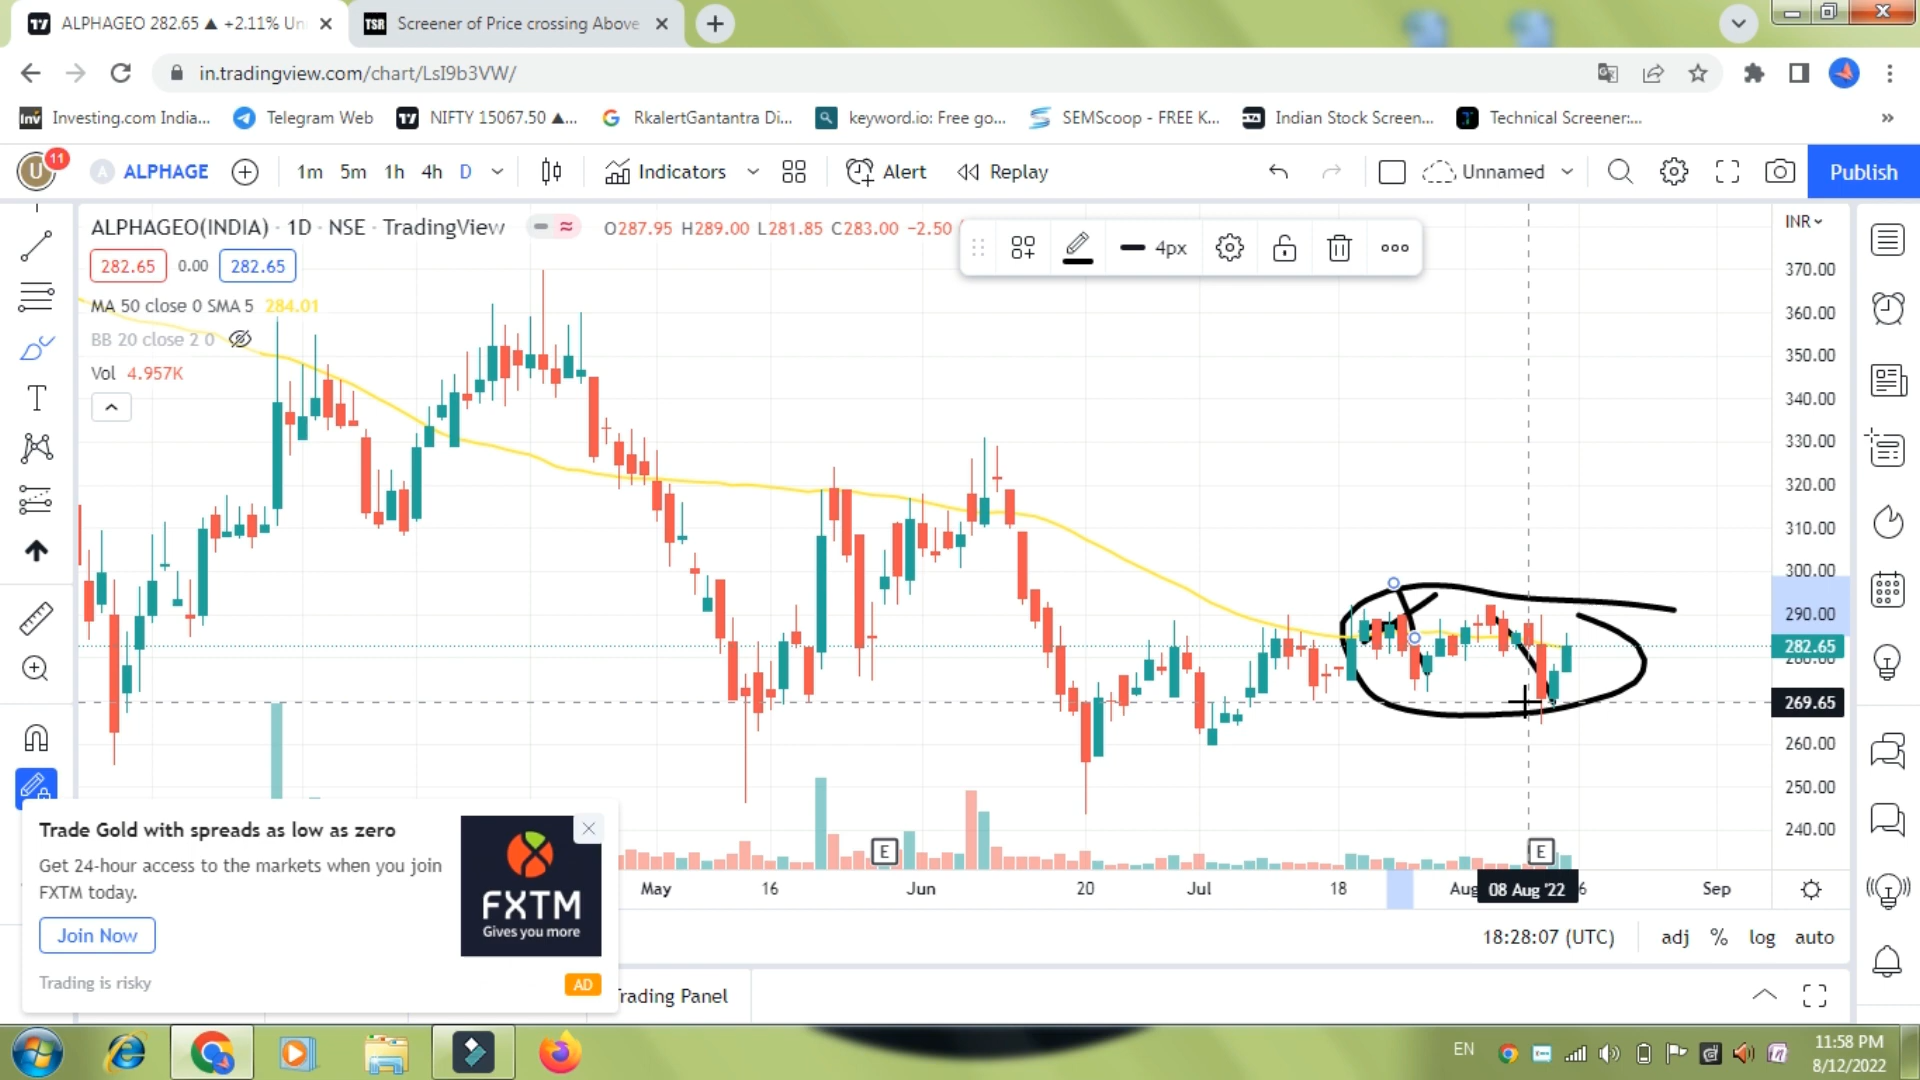 ALPHAGEO 282.65 ▲ +2.11% Un
TSR Screener of Price crossing Above
in.tradingview.com/chart/LsI9b3VW/
Inv Investing.com India...
Telegram Web
NIFTY 15067.50 ▲...
RkalertGantantra Di...
keyword.io: Free go...
SEMScoop - FREE K...
Indian Stock Screen...
Technical Screener:...
»
U 11
A ALPHAGE
1m 5m 1h 4h D
Indicators
Alert
Replay
Unnamed
Publish
ALPHAGEO(INDIA) · 1D · NSE · TradingView
O287.95 H289.00 L281.85 C283.00 −2.50
4px
INR
282.65 0.00 282.65
MA 50 close 0 SMA 5 284.01
BB 20 close 2 0
Vol 4.957K
370.00
360.00
350.00
340.00
330.00
320.00
310.00
300.00
290.00
282.65
280.00
269.65
260.00
250.00
240.00
E
E
May 16 Jun 20 Jul 18 Aug 08 Aug '22 6 Sep
Trade Gold with spreads as low as zero
Get 24-hour access to the markets when you join
FXTM today.
Join Now
Trading is risky
AD
FXTM
Gives you more
18:28:07 (UTC)
adj % log auto
Trading Panel
EN
11:58 PM
8/12/2022